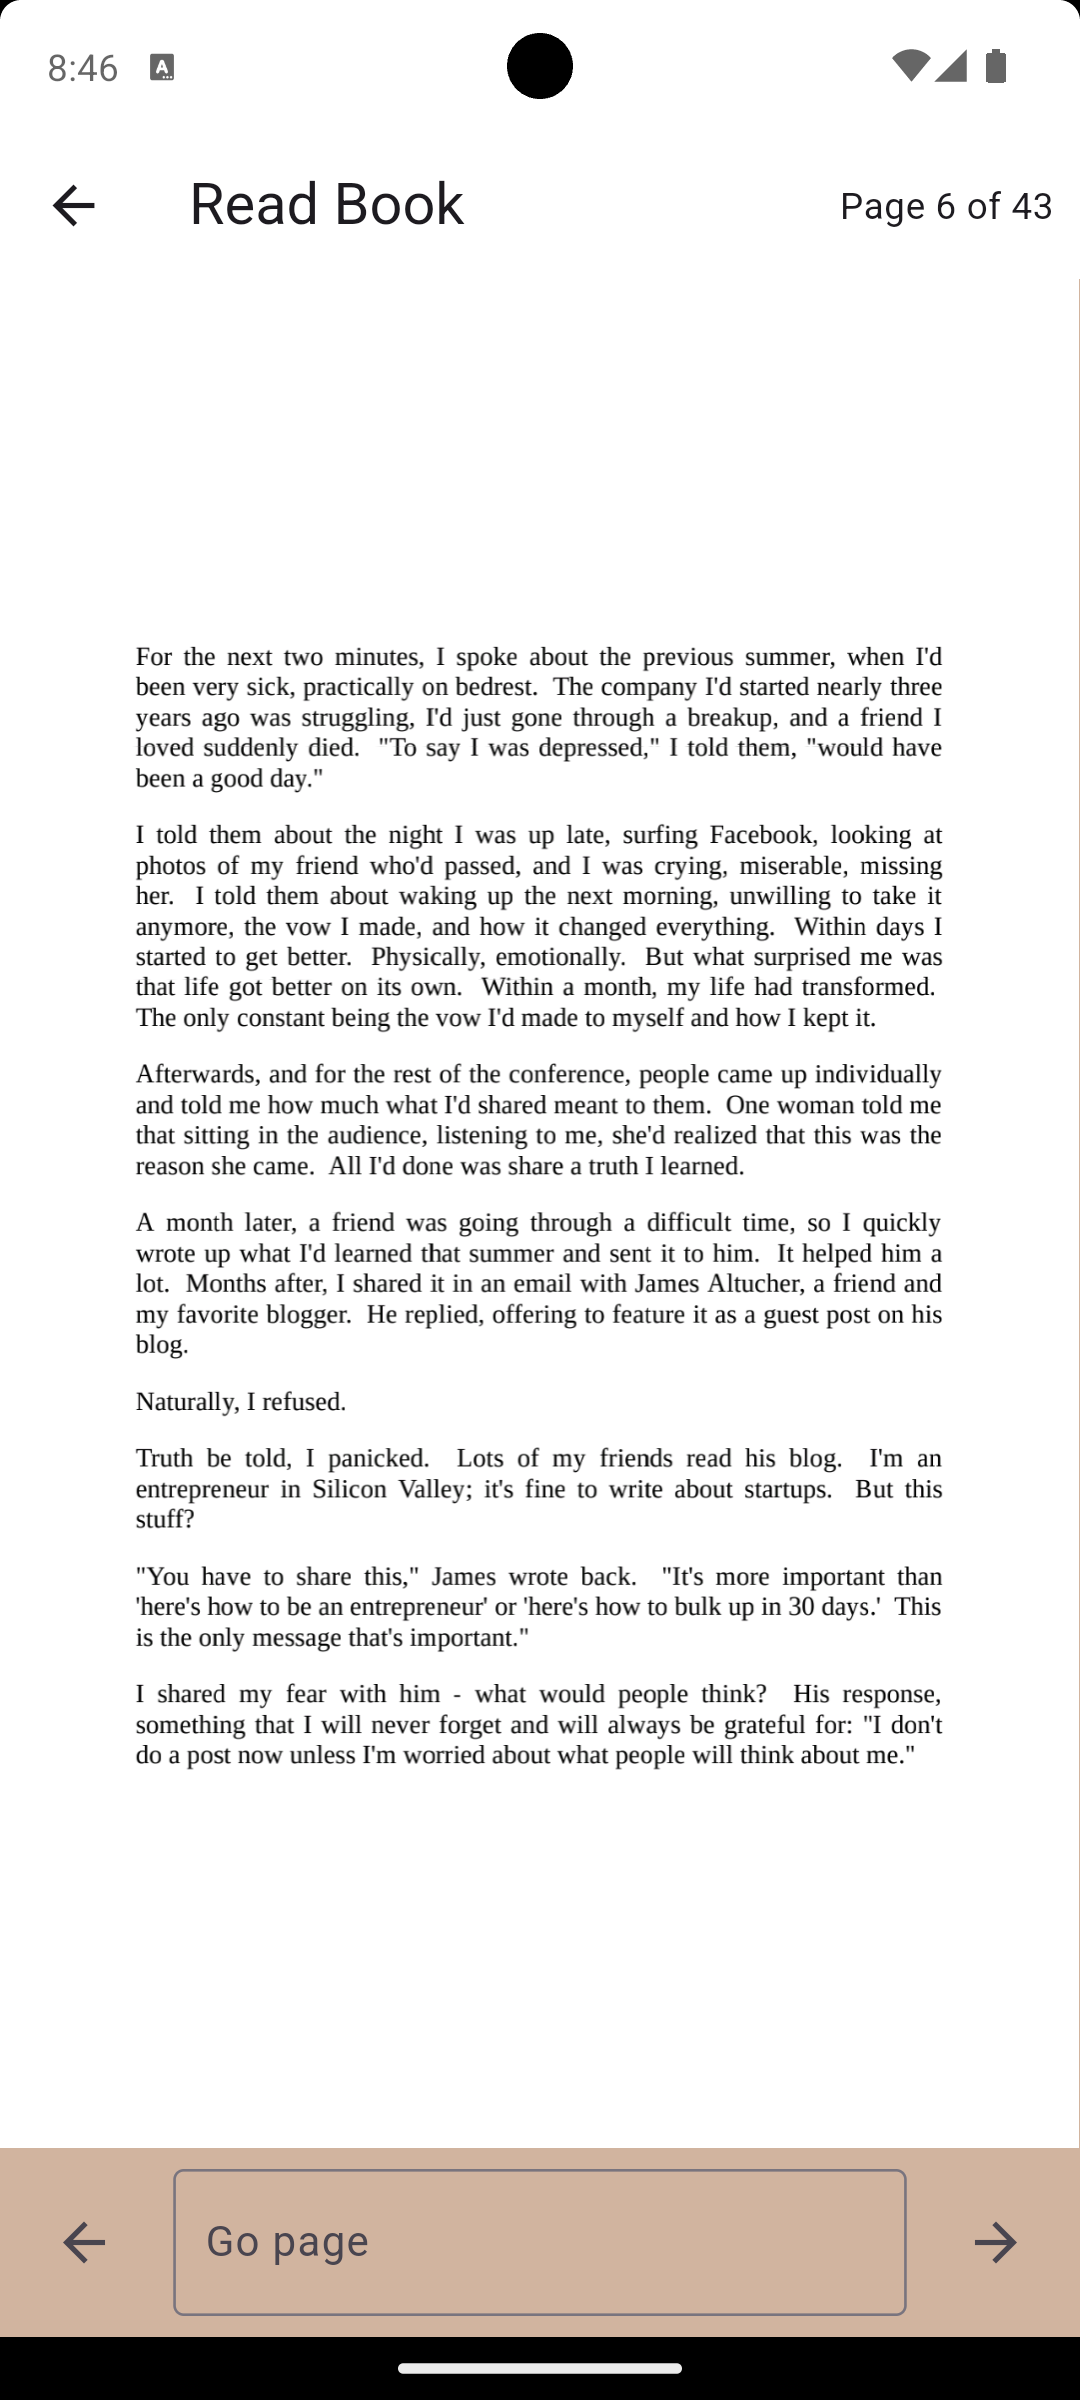 8:46
Read Book
Page 6 of 43
For the next two minutes, I spoke about the previous summer, when I'd
been very sick, practically on bedrest.  The company I'd started nearly three
years ago was struggling, I'd just gone through a breakup, and a friend I
loved suddenly died.  "To say I was depressed," I told them, "would have
been a good day."
I told them about the night I was up late, surfing Facebook, looking at
photos of my friend who'd passed, and I was crying, miserable, missing
her.  I told them about waking up the next morning, unwilling to take it
anymore, the vow I made, and how it changed everything.  Within days I
started to get better.  Physically, emotionally.  But what surprised me was
that life got better on its own.  Within a month, my life had transformed.
The only constant being the vow I'd made to myself and how I kept it.
Afterwards, and for the rest of the conference, people came up individually
and told me how much what I'd shared meant to them.  One woman told me
that sitting in the audience, listening to me, she'd realized that this was the
reason she came.  All I'd done was share a truth I learned.
A month later, a friend was going through a difficult time, so I quickly
wrote up what I'd learned that summer and sent it to him.  It helped him a
lot.  Months after, I shared it in an email with James Altucher, a friend and
my favorite blogger.  He replied, offering to feature it as a guest post on his
blog.
Naturally, I refused.
Truth be told, I panicked.  Lots of my friends read his blog.  I'm an
entrepreneur in Silicon Valley; it's fine to write about startups.  But this
stuff?
"You have to share this," James wrote back.  "It's more important than
'here's how to be an entrepreneur' or 'here's how to bulk up in 30 days.'  This
is the only message that's important."
I shared my fear with him - what would people think?  His response,
something that I will never forget and will always be grateful for: "I don't
do a post now unless I'm worried about what people will think about me."
Go page